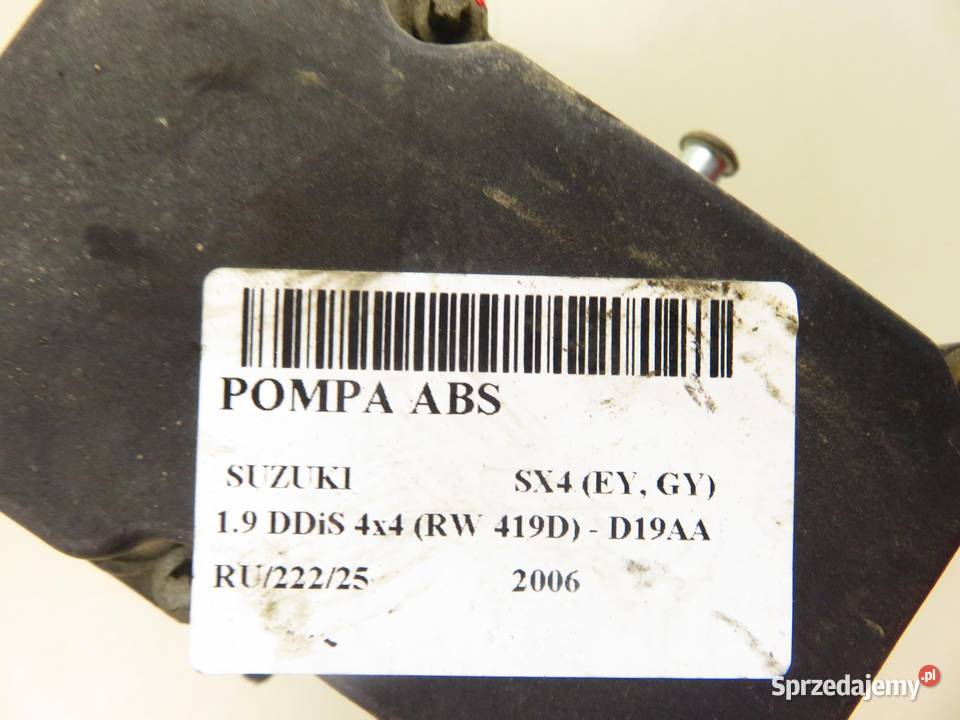 POMPA ABS
SUZUKI SX4 (EY, GY)
1.9 DDiS 4x4 (RW 419D) - D19AA
RU/222/25 2006
Sprzedajemy.pl